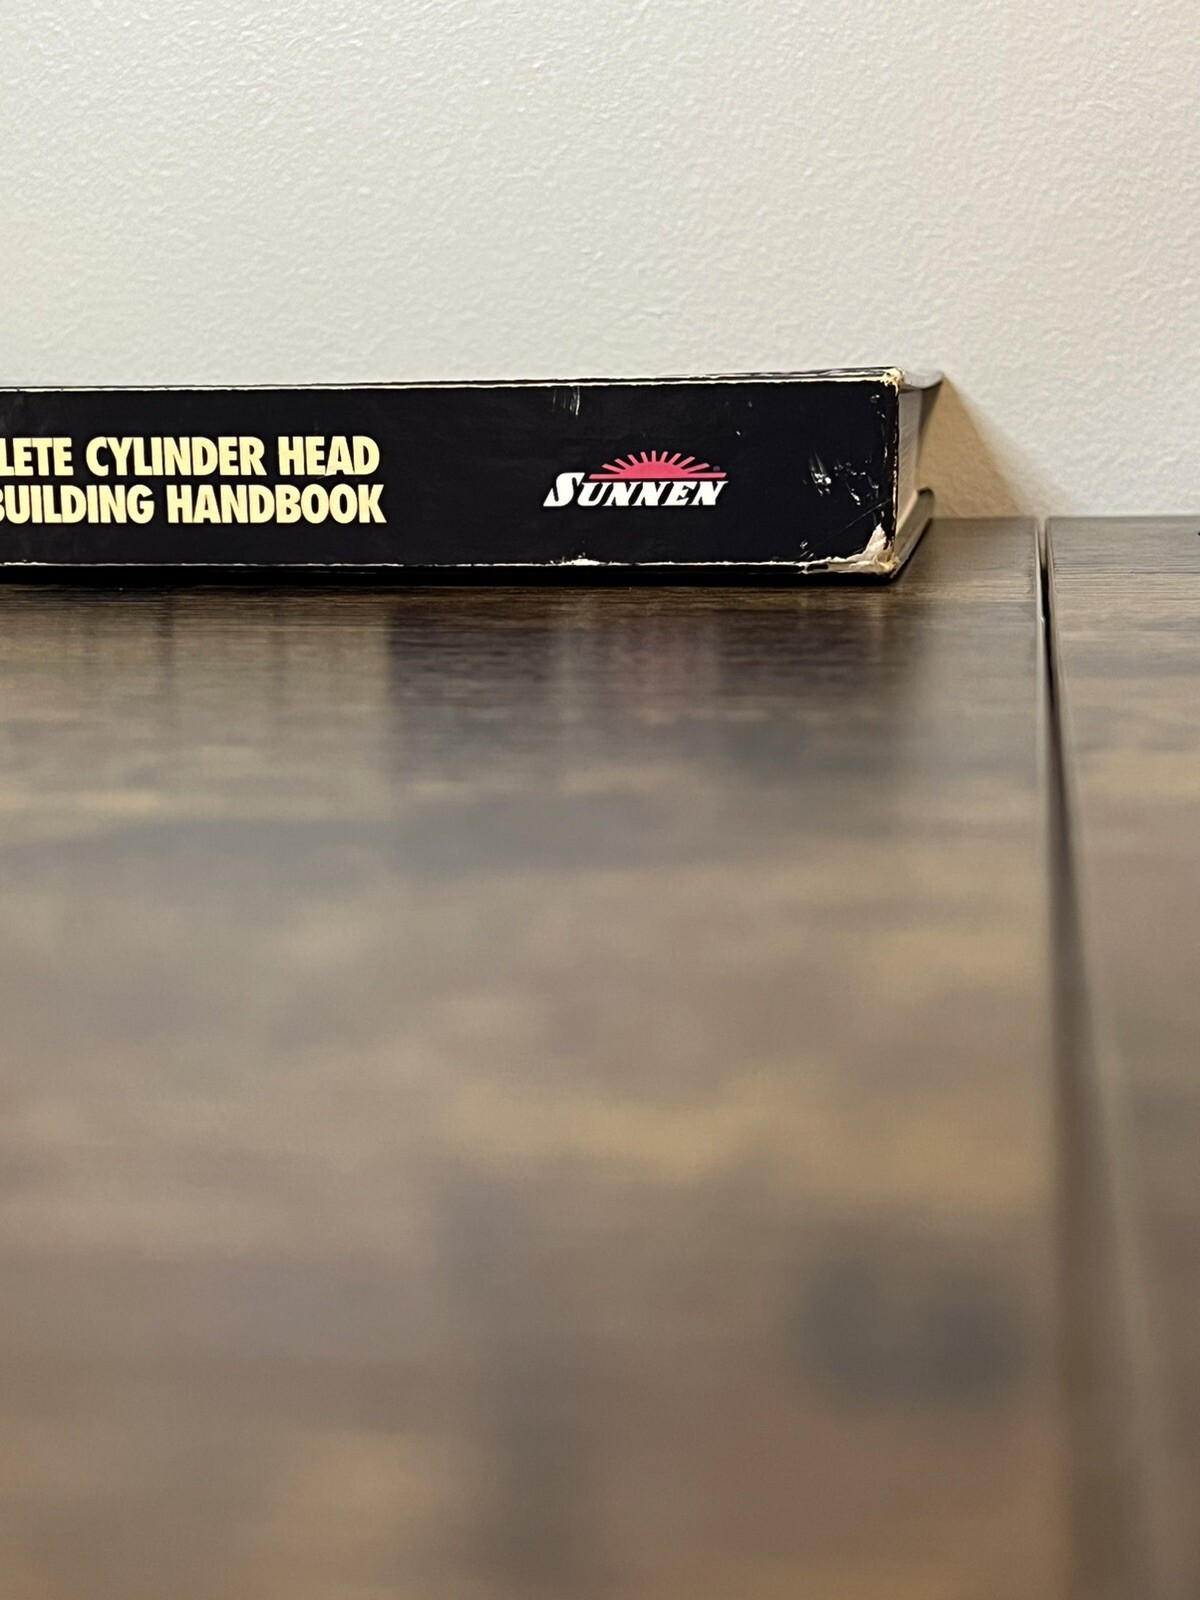 LETE CYLINDER HEAD
BUILDING HANDBOOK
SUNNEN